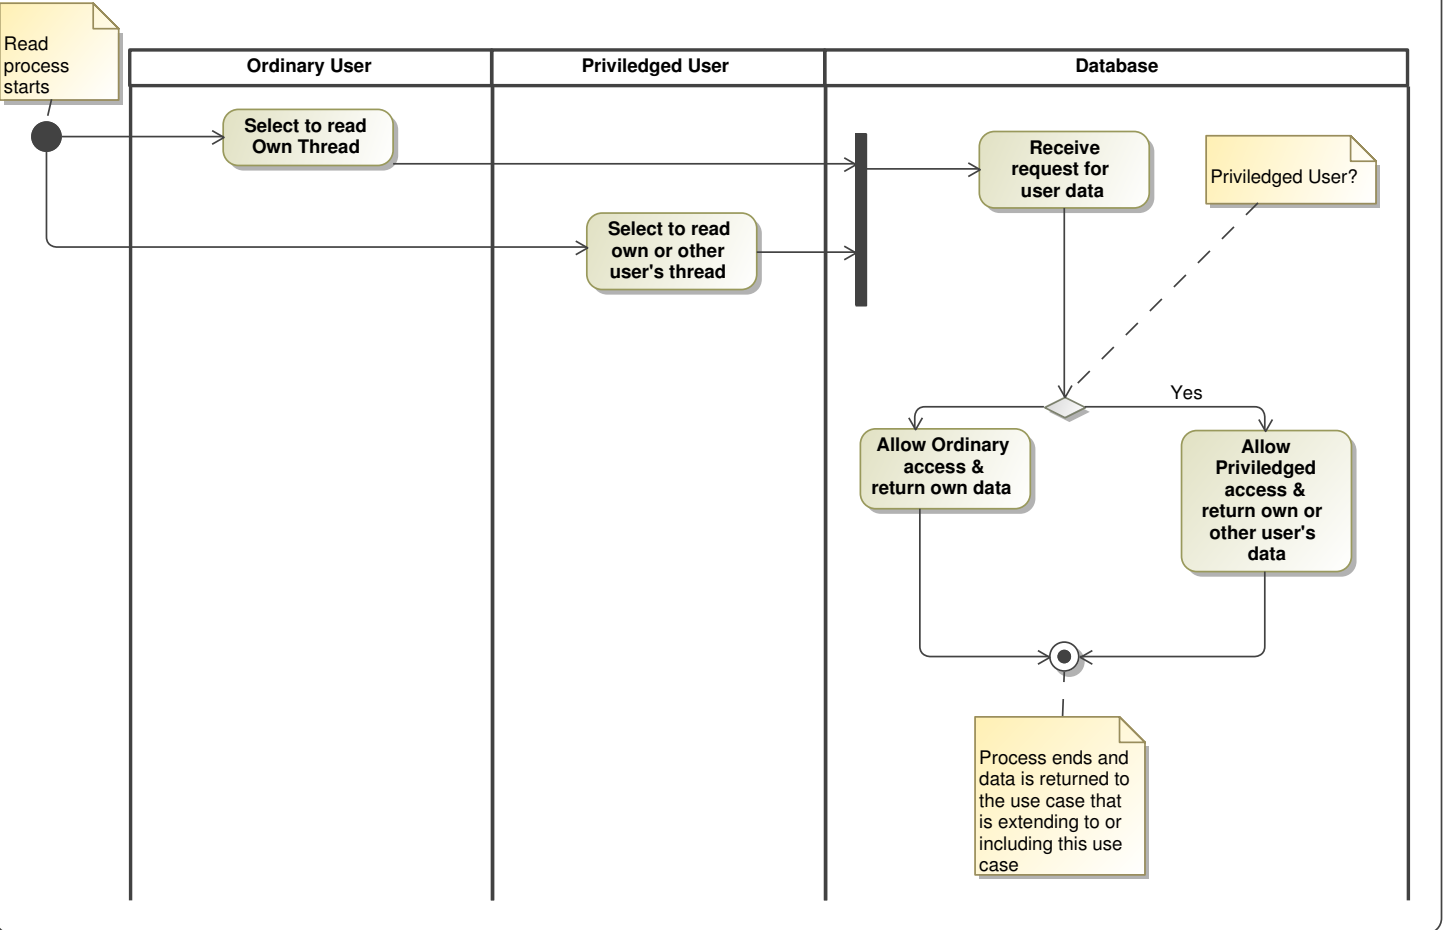 Read
process
starts
Ordinary User
Priviledged User
Database
Select to read
Own Thread
Select to read
own or other
user's thread
Receive
request for
user data
Priviledged User?
Yes
Allow Ordinary
access &
return own data
Allow
Priviledged
access &
return own or
other user's
data
Process ends and
data is returned to
the use case that
is extending to or
including this use
case